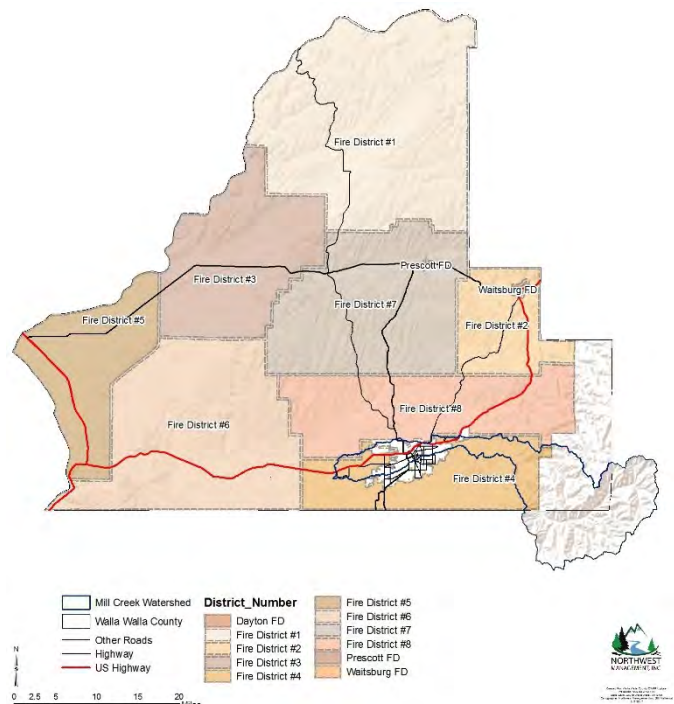 Fire District #1
Fire District #3
Prescott FD
Waitsburg FD
Fire District #7
Fire District #5
Fire District #2
Fire District #8
Fire District #6
Fire District #4
Mill Creek Watershed
Walla Walla County
Other Roads
Highway
US Highway
District_Number
Dayton FD
Fire District #1
Fire District #2
Fire District #3
Fire District #4
Fire District #5
Fire District #6
Fire District #7
Fire District #8
Prescott FD
Waitsburg FD
N
0 2.5 5 10 15 20
NORTHWEST
MANAGEMENT, INC.